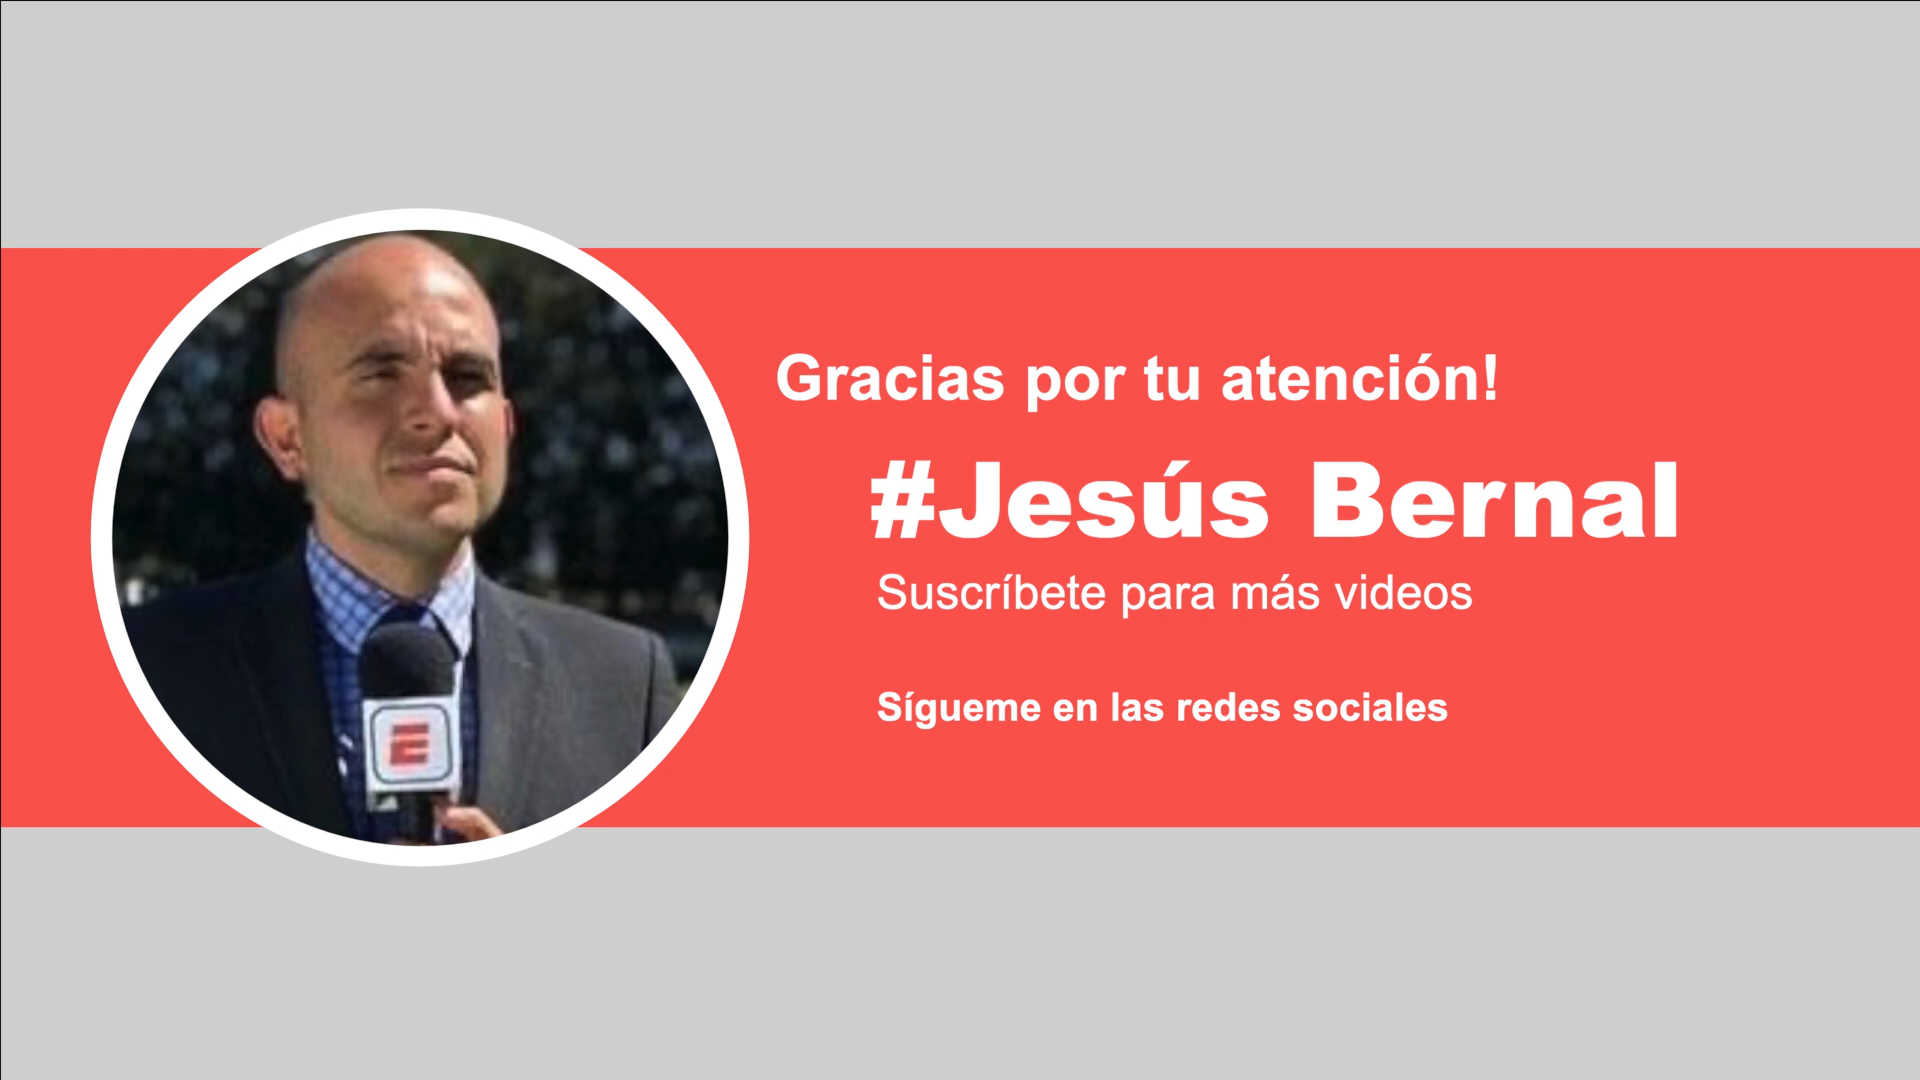 Gracias por tu atención!
#Jesús Bernal
Suscríbete para más videos
Sígueme en las redes sociales
E